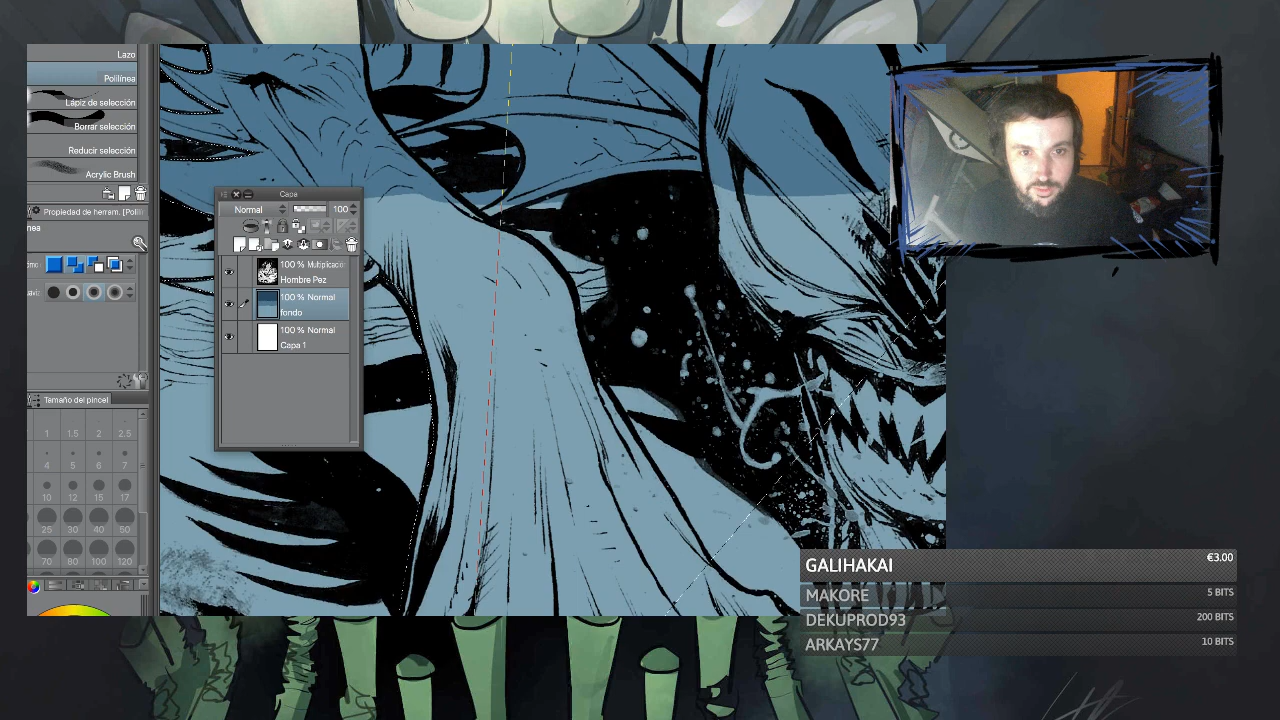 Lazo
Polilínea
Lápiz de selección
Borrar selección
Reducir selección
Acrylic Brush
Propiedad de herram. [Polilí
nea
Tamaño del pincel
1 1.5 2 2.5
4 5 6 7
10 12 15 17
25 30 40 50
70 80 100 120
Capa
Normal 100
100 % Multiplicació
Hombre Pez
100 % Normal
fondo
100 % Normal
Capa 1
GALIHAKAI €3.00
MAKORE 5 BITS
DEKUPROD93 200 BITS
ARKAYS77 10 BITS